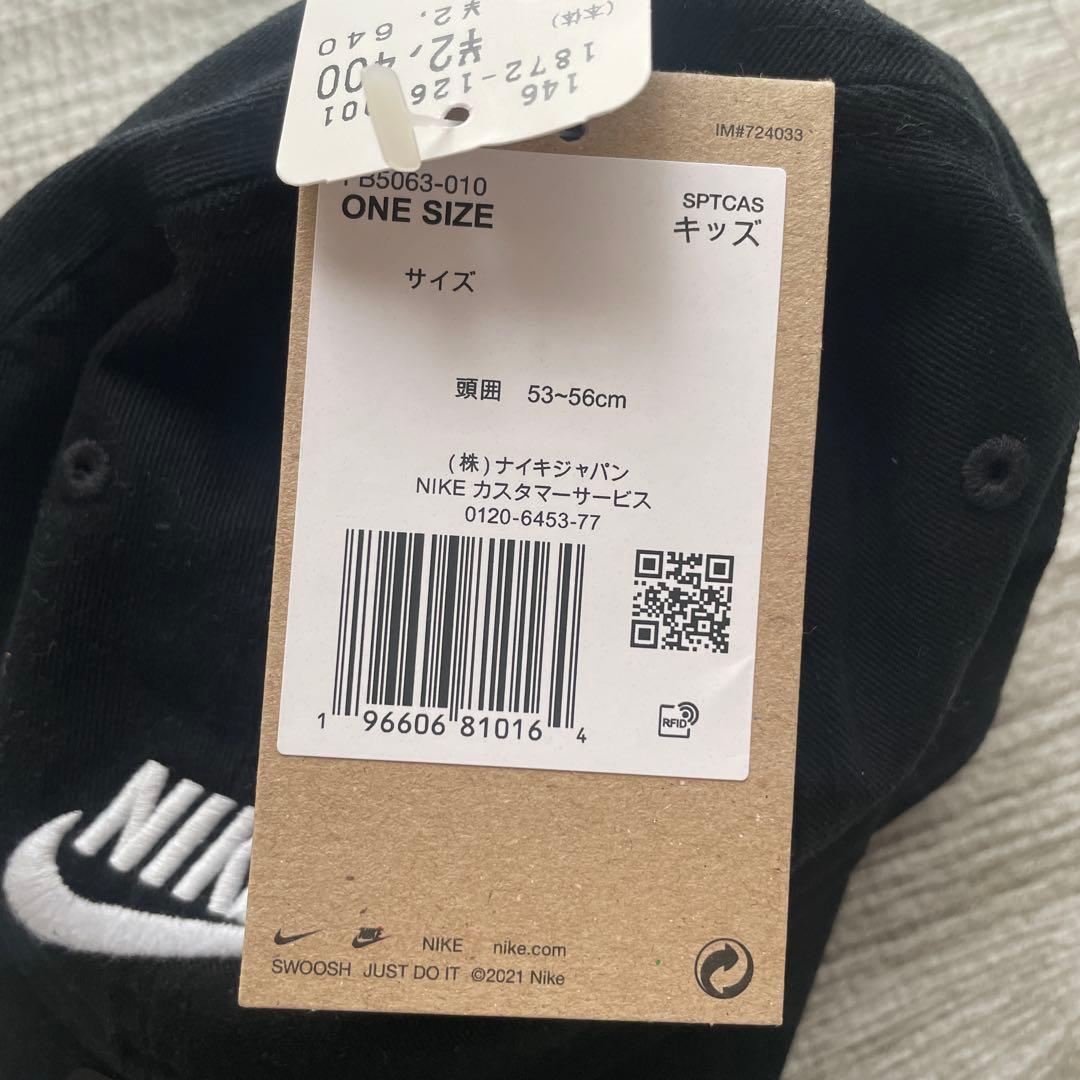 146
1872-126
(本体) ¥2,400
¥2,640
IM#724033
B5063-010
ONE SIZE
SPTCAS
キッズ
サイズ
頭囲 53~56cm
(株)ナイキジャパン
NIKE カスタマーサービス
0120-6453-77
1 96606 81016 4
RFID
NIKE nike.com
SWOOSH JUST DO IT ©2021 Nike
NIK